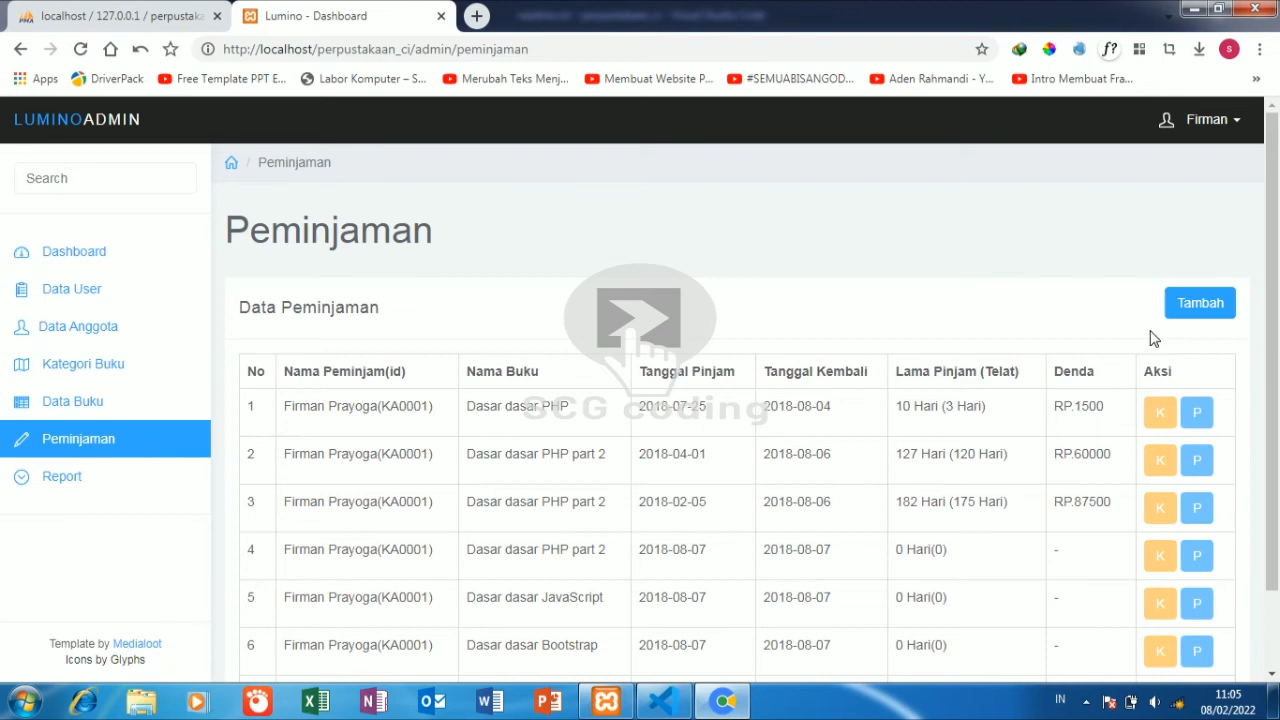 localhost / 127.0.0.1 / perpustaka
Lumino - Dashboard
http://localhost/perpustakaan_ci/admin/peminjaman
f?
S
Apps
DriverPack
Free Template PPT E...
Labor Komputer – S...
Merubah Teks Menj...
Membuat Website P...
#SEMUABISANGOD...
Aden Rahmandi - Y...
Intro Membuat Fra...
»
LUMINOADMIN
Firman
Search
/ Peminjaman
Dashboard
Data User
Data Anggota
Kategori Buku
Data Buku
Peminjaman
Report
Template by Medialoot
Icons by Glyphs
Peminjaman
Data Peminjaman
Tambah
No Nama Peminjam(id) Nama Buku Tanggal Pinjam Tanggal Kembali Lama Pinjam (Telat) Denda Aksi
1 Firman Prayoga(KA0001) Dasar dasar PHP 2018-07-25 2018-08-04 10 Hari (3 Hari) RP.1500 K P
2 Firman Prayoga(KA0001) Dasar dasar PHP part 2 2018-04-01 2018-08-06 127 Hari (120 Hari) RP.60000 K P
3 Firman Prayoga(KA0001) Dasar dasar PHP part 2 2018-02-05 2018-08-06 182 Hari (175 Hari) RP.87500 K P
4 Firman Prayoga(KA0001) Dasar dasar PHP part 2 2018-08-07 2018-08-07 0 Hari(0) - K P
5 Firman Prayoga(KA0001) Dasar dasar JavaScript 2018-08-07 2018-08-07 0 Hari(0) - K P
6 Firman Prayoga(KA0001) Dasar dasar Bootstrap 2018-08-07 2018-08-07 0 Hari(0) - K P
SCG coding
IN
11:05
08/02/2022